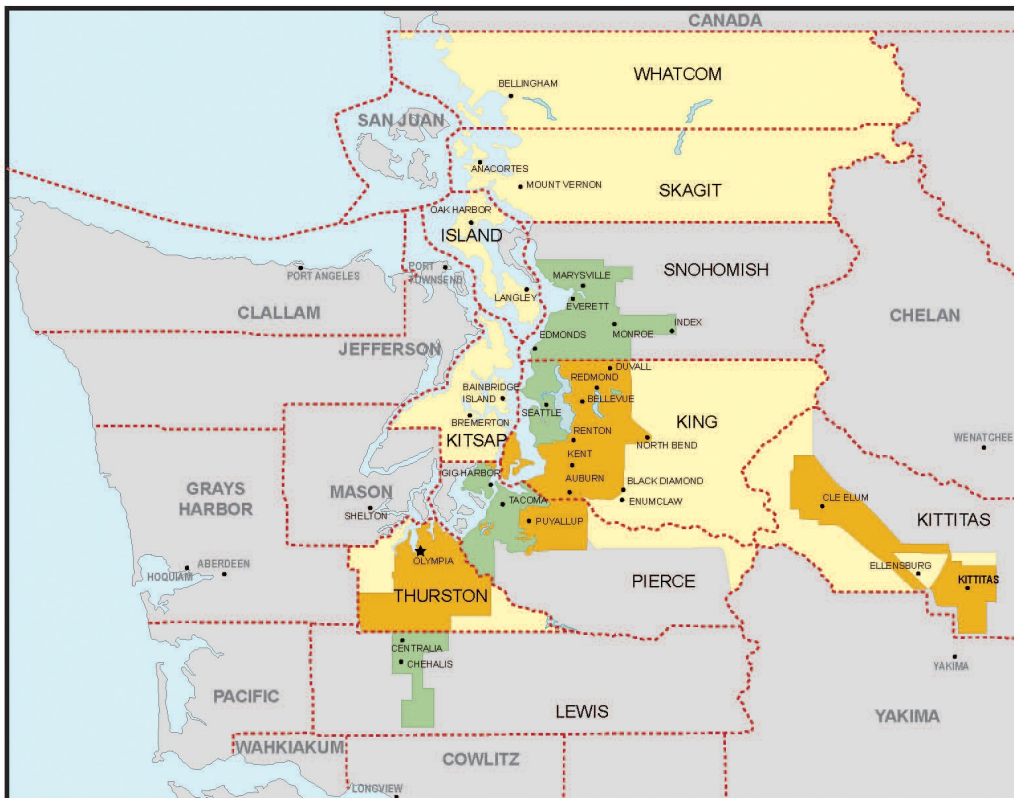 CANADA
WHATCOM
BELLINGHAM
SAN JUAN
ANACORTES
MOUNT VERNON
SKAGIT
OAK HARBOR
ISLAND
PORT ANGELES
PORT
TOWNSEND
SNOHOMISH
MARYSVILLE
LANGLEY
EVERETT
CLALLAM
CHELAN
INDEX
MONROE
EDMONDS
JEFFERSON
DUVALL
REDMOND
BAINBRIDGE
ISLAND
BELLEVUE
SEATTLE
BREMERTON
KING
KITSAP
RENTON
NORTH BEND
WENATCHEE
KENT
GIG HARBOR
AUBURN
BLACK DIAMOND
ENUMCLAW
GRAYS
HARBOR
MASON
SHELTON
TACOMA
CLE ELUM
PUYALLUP
KITTITAS
OLYMPIA
ABERDEEN
HOQUIAM
ELLENSBURG
KITTITAS
PIERCE
THURSTON
CENTRALIA
CHEHALIS
YAKIMA
PACIFIC
LEWIS
YAKIMA
WAHKIAKUM
COWLITZ
LONGVIEW